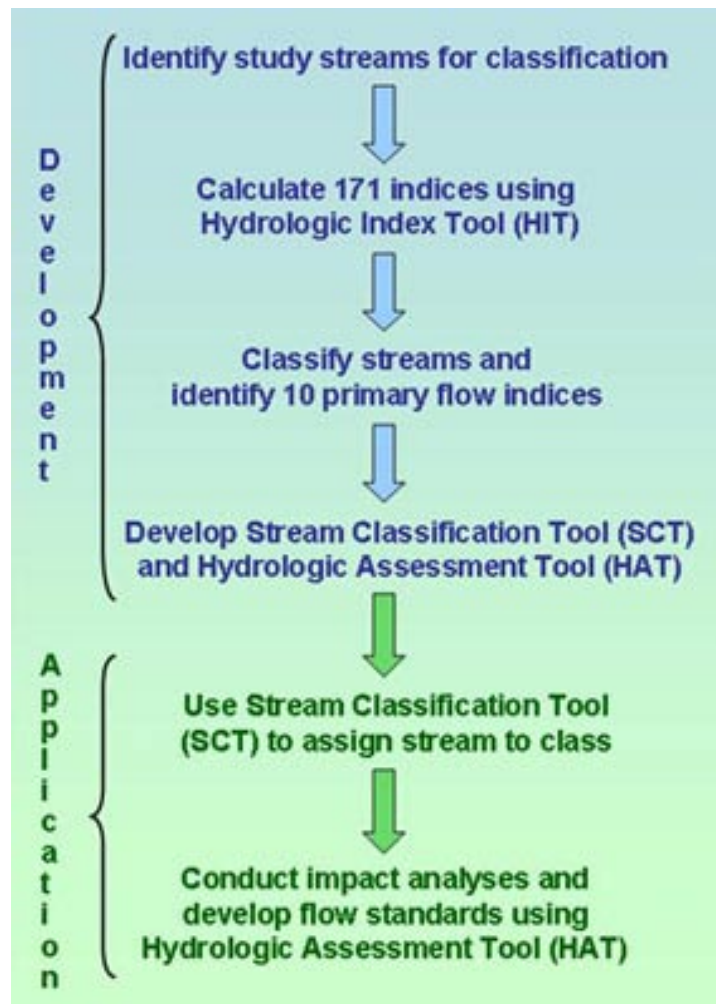 Development
Identify study streams for classification
Calculate 171 indices using
Hydrologic Index Tool (HIT)
Classify streams and
identify 10 primary flow indices
Develop Stream Classification Tool (SCT)
and Hydrologic Assessment Tool (HAT)
Application
Use Stream Classification Tool
(SCT) to assign stream to class
Conduct impact analyses and
develop flow standards using
Hydrologic Assessment Tool (HAT)